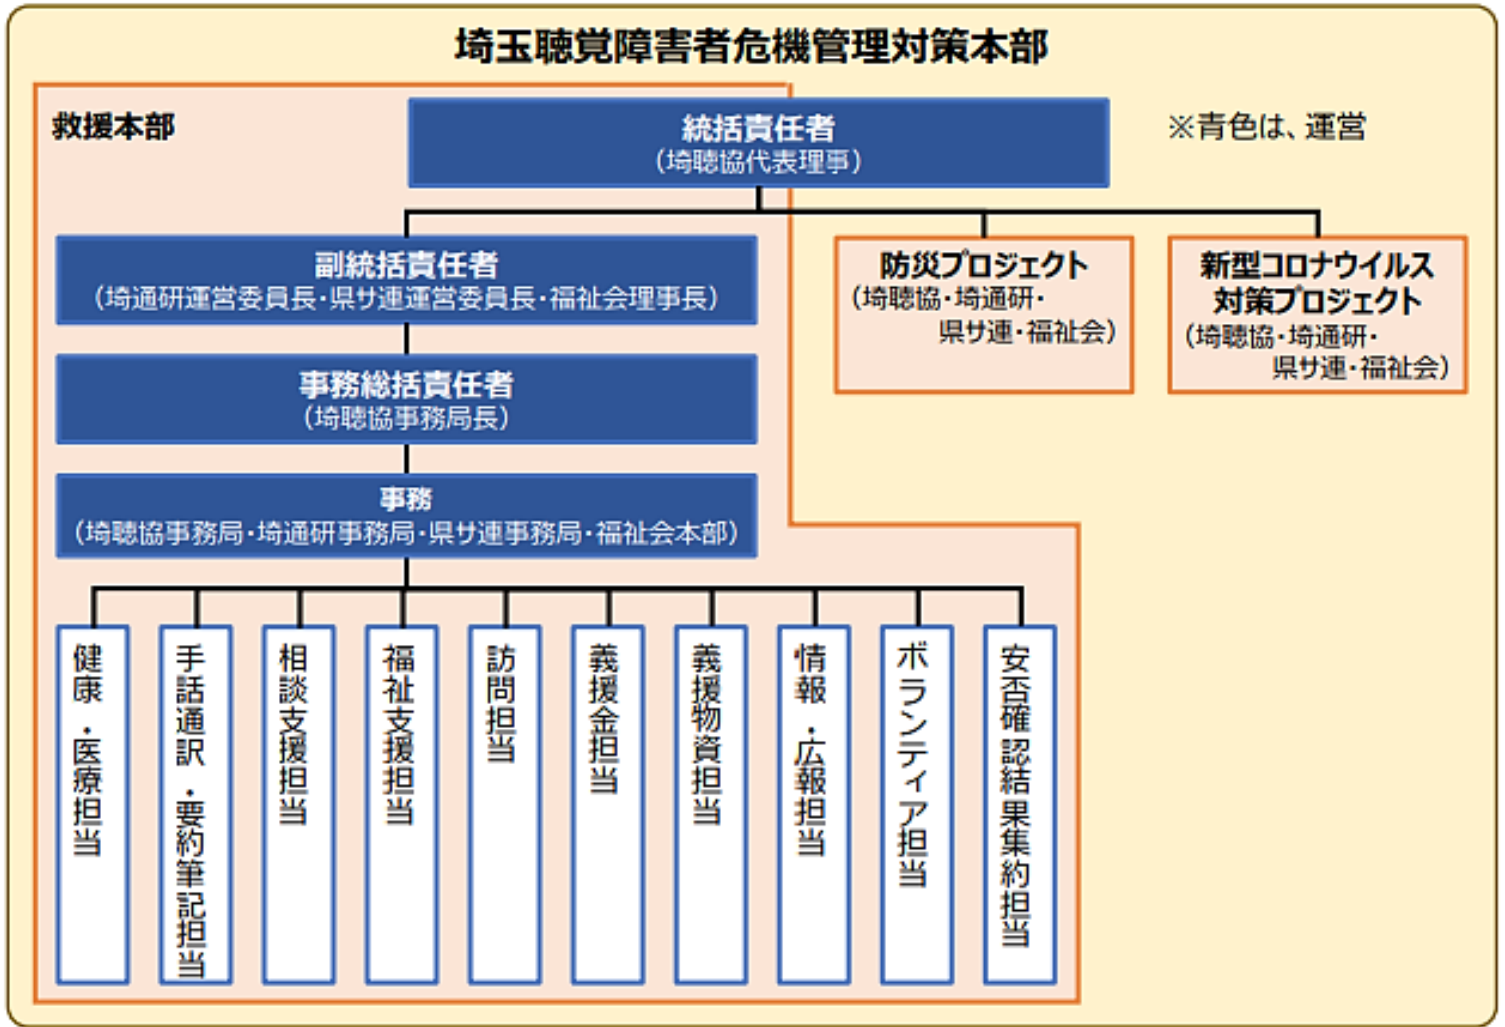 埼玉聴覚障害者危機管理対策本部
救援本部
統括責任者
（埼聴協代表理事）
※青色は、運営
副統括責任者
（埼通研運営委員長・県サ連運営委員長・福祉会理事長）
防災プロジェクト
（埼聴協・埼通研・
県サ連・福祉会）
新型コロナウイルス
対策プロジェクト
（埼聴協・埼通研・
県サ連・福祉会）
事務総括責任者
（埼聴協事務局長）
事務
（埼聴協事務局・埼通研事務局・県サ連事務局・福祉会本部）
健康・医療担当
手話通訳・要約筆記担当
相談支援担当
福祉支援担当
訪問担当
義援金担当
義援物資担当
情報・広報担当
ボランティア担当
安否確認結果集約担当